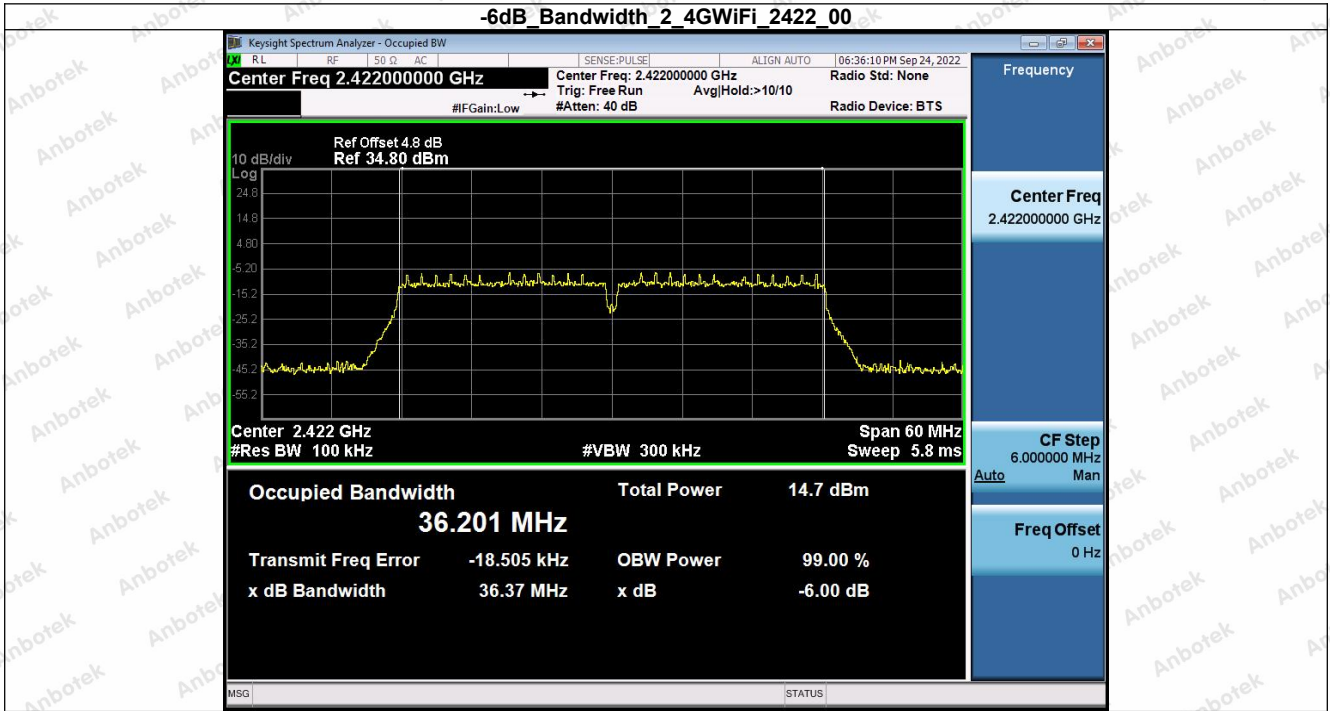 -6dB_Bandwidth_2_4GWiFi_2422_00
Keysight Spectrum Analyzer - Occupied BW
LXI RL RF 50 Ω AC SENSE:PULSE ALIGN AUTO 06:36:10 PM Sep 24, 2022
Center Freq 2.422000000 GHz
Center Freq: 2.422000000 GHz Radio Std: None
Trig: Free Run Avg|Hold:>10/10
#IFGain:Low #Atten: 40 dB Radio Device: BTS
Frequency
Ref Offset 4.8 dB
10 dB/div Ref 34.80 dBm
Log
24.8
14.8
4.80
-5.20
-15.2
-25.2
-35.2
-45.2
-55.2
Center 2.422 GHz Span 60 MHz
#Res BW 100 kHz #VBW 300 kHz Sweep 5.8 ms
Occupied Bandwidth Total Power 14.7 dBm
36.201 MHz
Transmit Freq Error -18.505 kHz OBW Power 99.00 %
x dB Bandwidth 36.37 MHz x dB -6.00 dB
Center Freq
2.422000000 GHz
CF Step
6.000000 MHz
Auto Man
Freq Offset
0 Hz
MSG STATUS
Anbotek